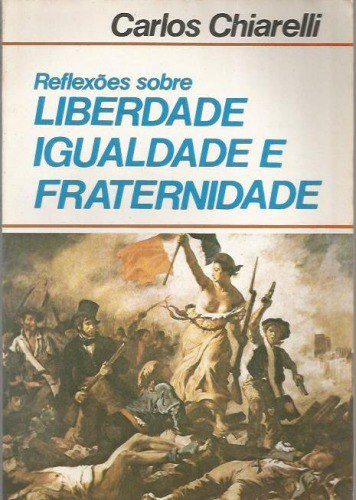 Carlos Chiarelli
Reflexões sobre
LIBERDADE
IGUALDADE E
FRATERNIDADE